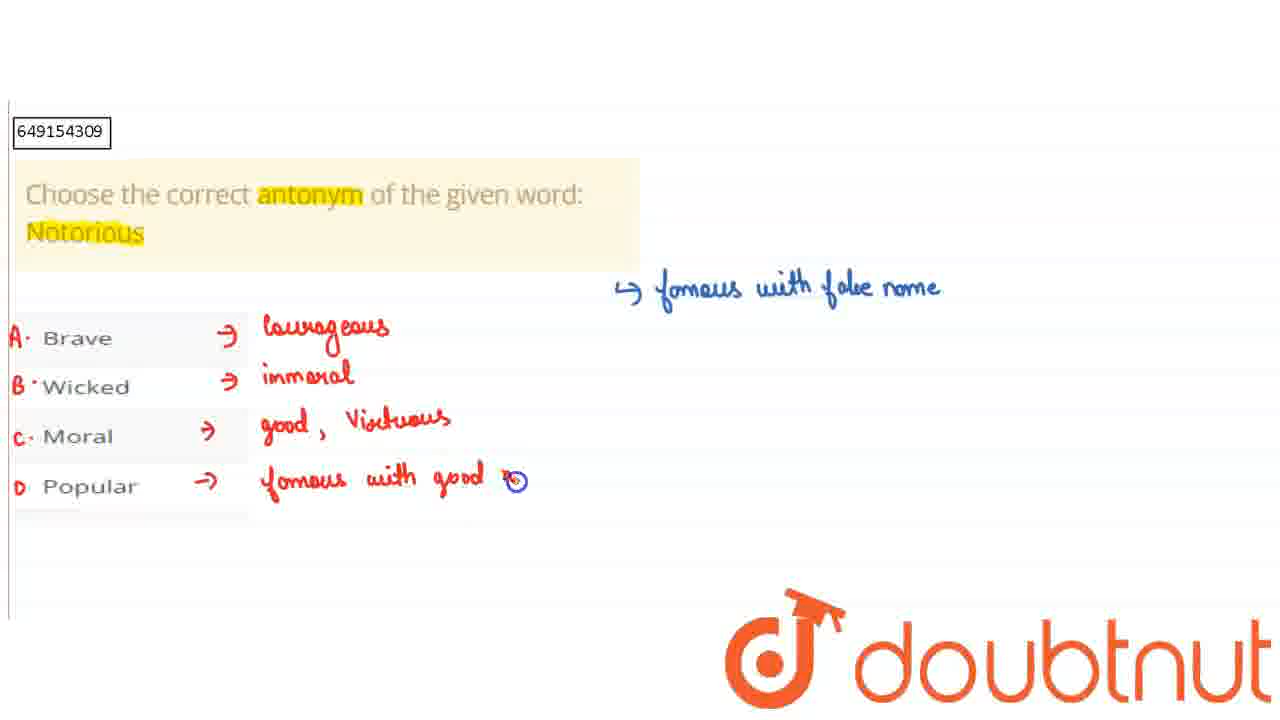 649154309
Choose the correct antonym of the given word:
Notorious
↳ famous with fake name
A. Brave → Courageous
B. Wicked → immoral
C. Moral → good, Virtuous
D Popular → famous with good
doubtnut